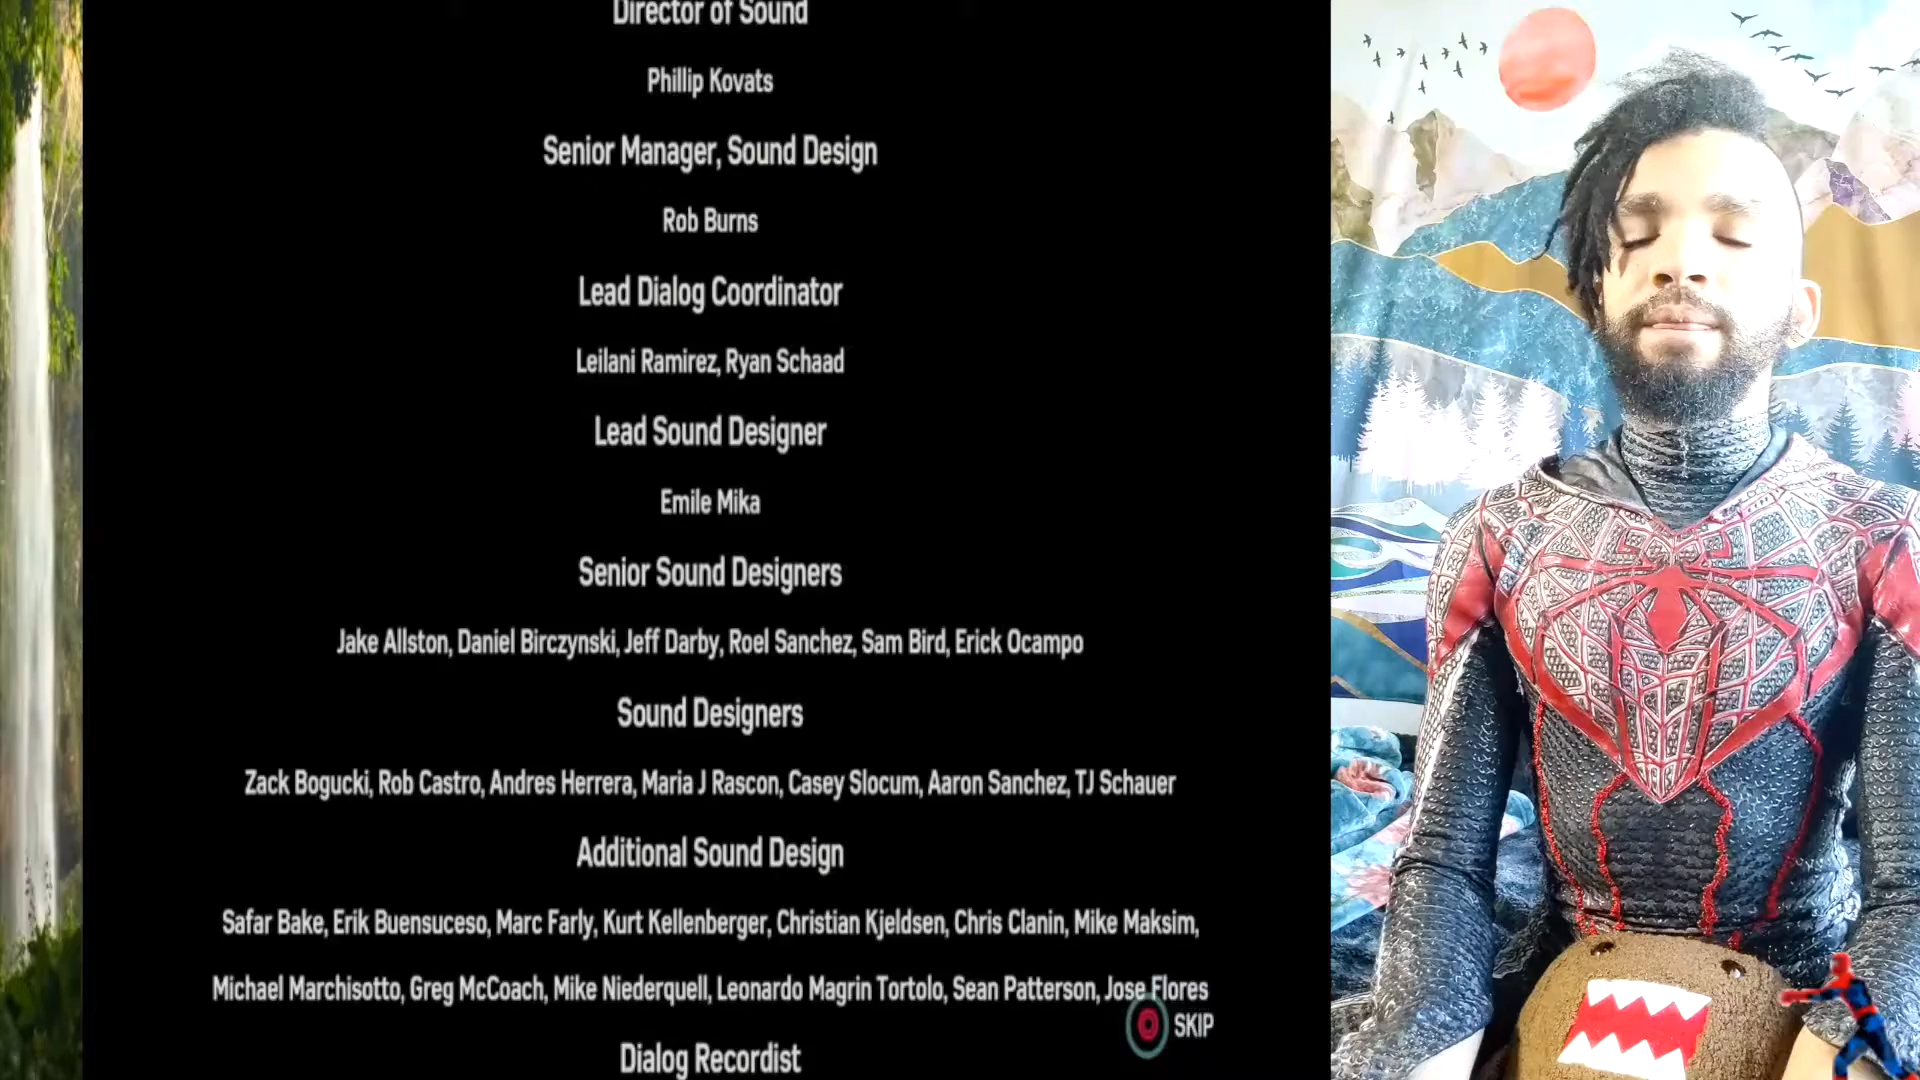 Director of Sound
Phillip Kovats
Senior Manager, Sound Design
Rob Burns
Lead Dialog Coordinator
Leilani Ramirez, Ryan Schaad
Lead Sound Designer
Emile Mika
Senior Sound Designers
Jake Allston, Daniel Birczynski, Jeff Darby, Roel Sanchez, Sam Bird, Erick Ocampo
Sound Designers
Zack Bogucki, Rob Castro, Andres Herrera, Maria J Rascon, Casey Slocum, Aaron Sanchez, TJ Schauer
Additional Sound Design
Safar Bake, Erik Buensuceso, Marc Farly, Kurt Kellenberger, Christian Kjeldsen, Chris Clanin, Mike Maksim,
Michael Marchisotto, Greg McCoach, Mike Niederquell, Leonardo Magrin Tortolo, Sean Patterson, Jose Flores
SKIP
Dialog Recordist